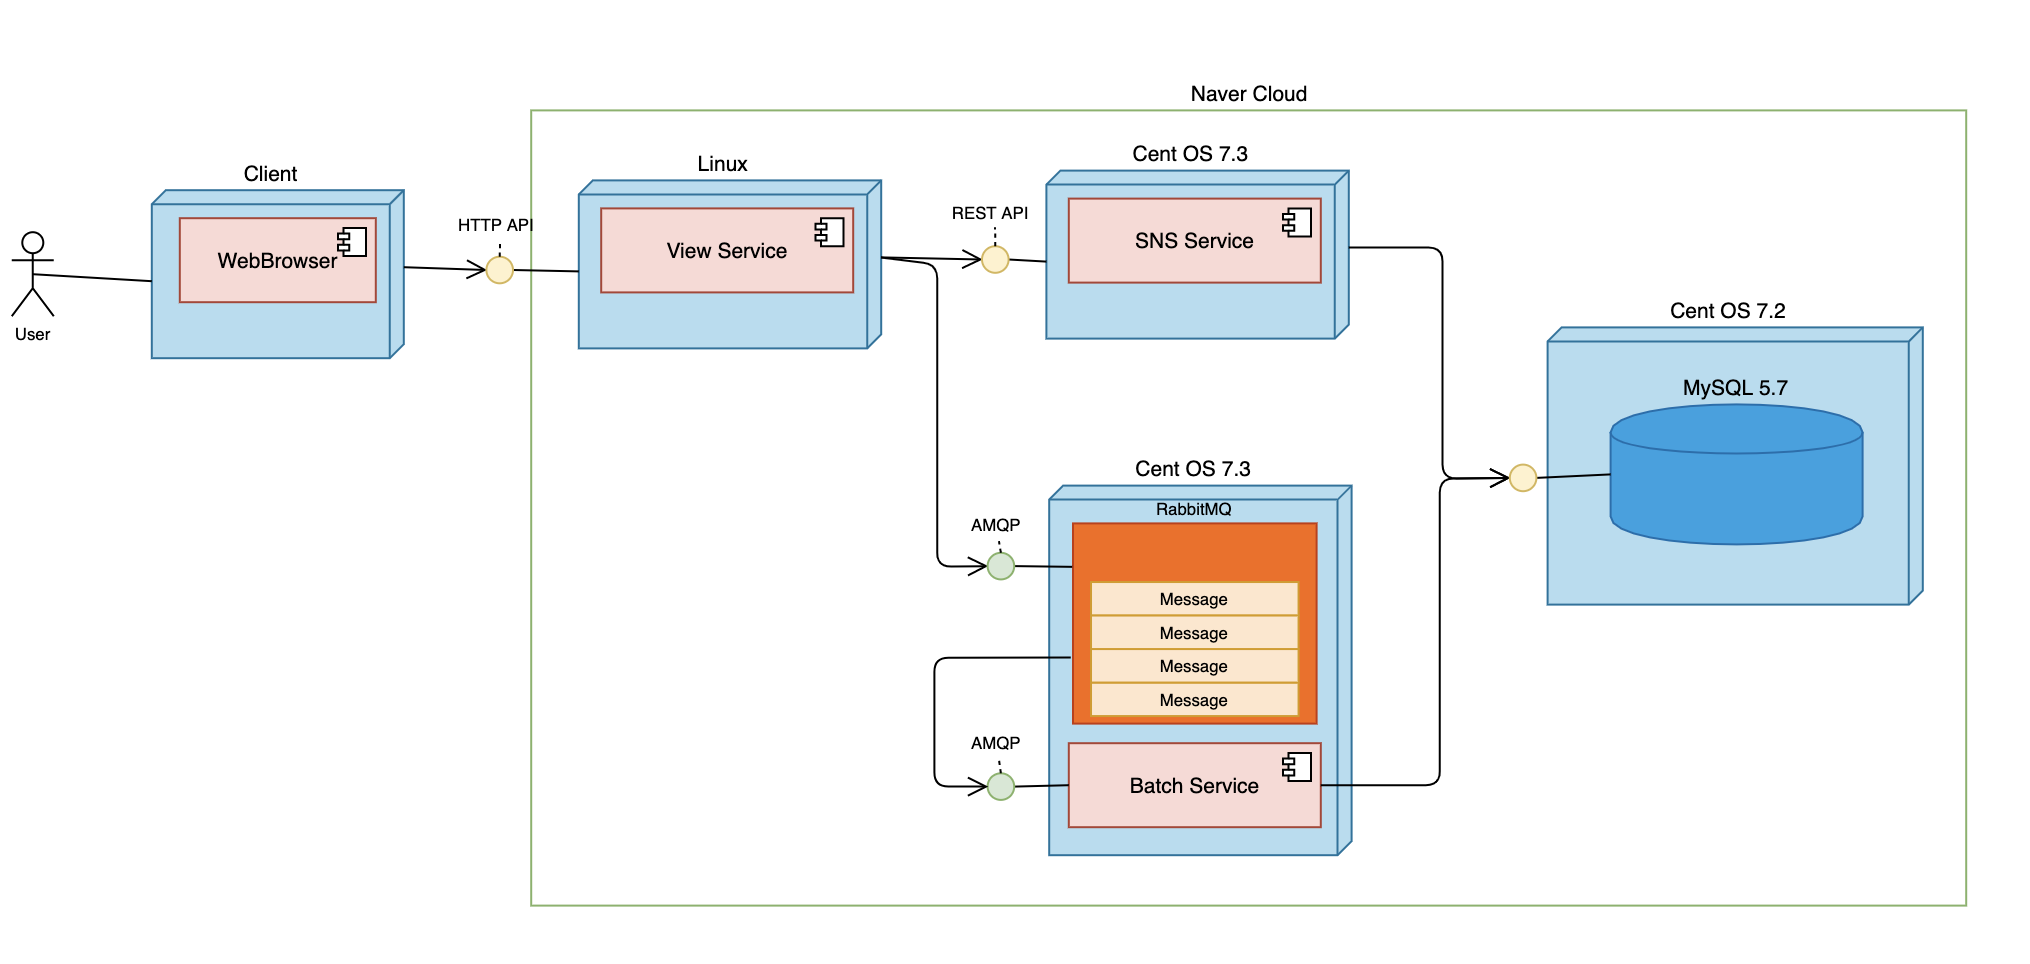 Naver Cloud
Client
WebBrowser
User
HTTP API
Linux
View Service
REST API
Cent OS 7.3
SNS Service
Cent OS 7.2
MySQL 5.7
Cent OS 7.3
RabbitMQ
AMQP
Message
Message
Message
Message
AMQP
Batch Service